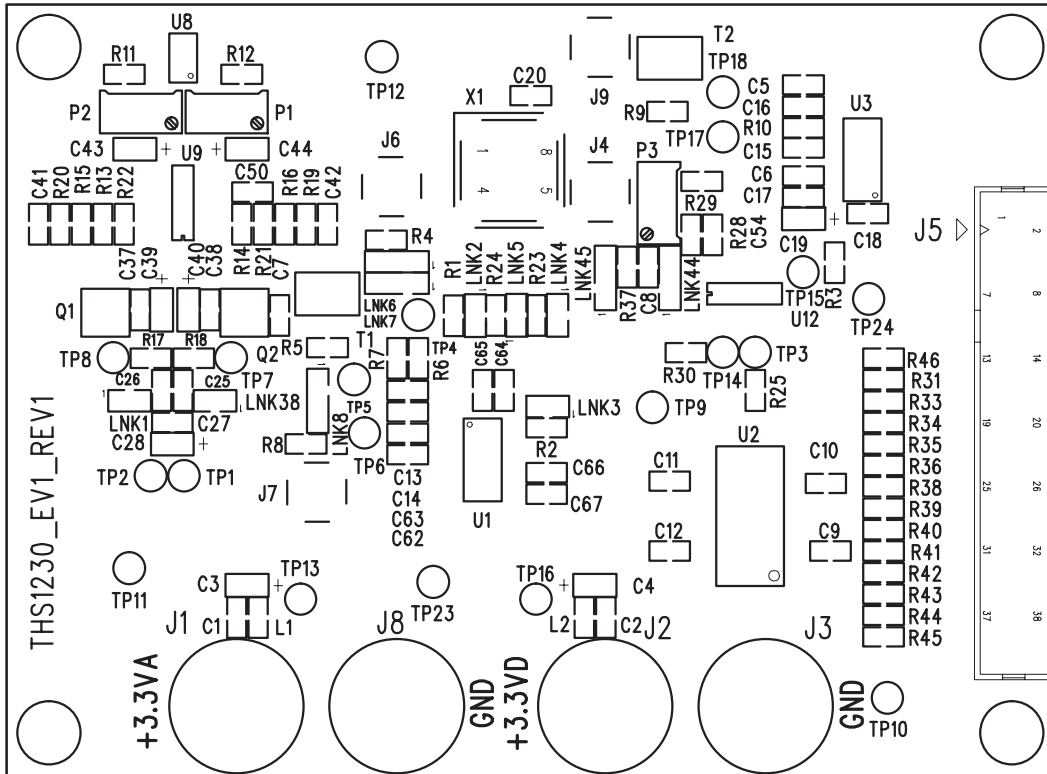 U8
R11
R12
P2
P1
C43
C44
U9
C50
C41
R20
R15
R13
R22
R16
R19
C42
C37
C39
C40
C38
R14
R21
C7
Q1
Q2
R17
R18
TP8
TP7
C26
C25
LNK1
LNK38
C27
C28
TP2
TP1
TP11
THS1230_EV1_REV1
TP12
C20
X1
1
8
4
5
J6
J9
J4
T2
TP18
R9
TP17
P3
R29
R28
C54
C5
C16
R10
C15
C6
C17
C19
U3
C18
R3
TP15
U12
TP24
J5
R4
LNK6
LNK7
R1
LNK2
R24
LNK5
R23
LNK4
LNK45
R37
C8
LNK44
T1
R5
R7
TP4
R6
TP5
LNK8
R8
TP6
J7
C13
C14
C63
C62
C65
C64
U1
LNK3
R2
C66
C67
R30
TP14
TP3
R25
TP9
U2
C11
C10
C12
C9
R46
R31
R33
R34
R35
R36
R38
R39
R40
R41
R42
R43
R44
R45
1
2
7
8
13
14
19
20
25
26
31
32
37
38
C3
TP13
J1
C1
L1
J8
TP23
TP16
C4
L2
C2
J2
J3
+3.3VA
GND
+3.3VD
GND
TP10